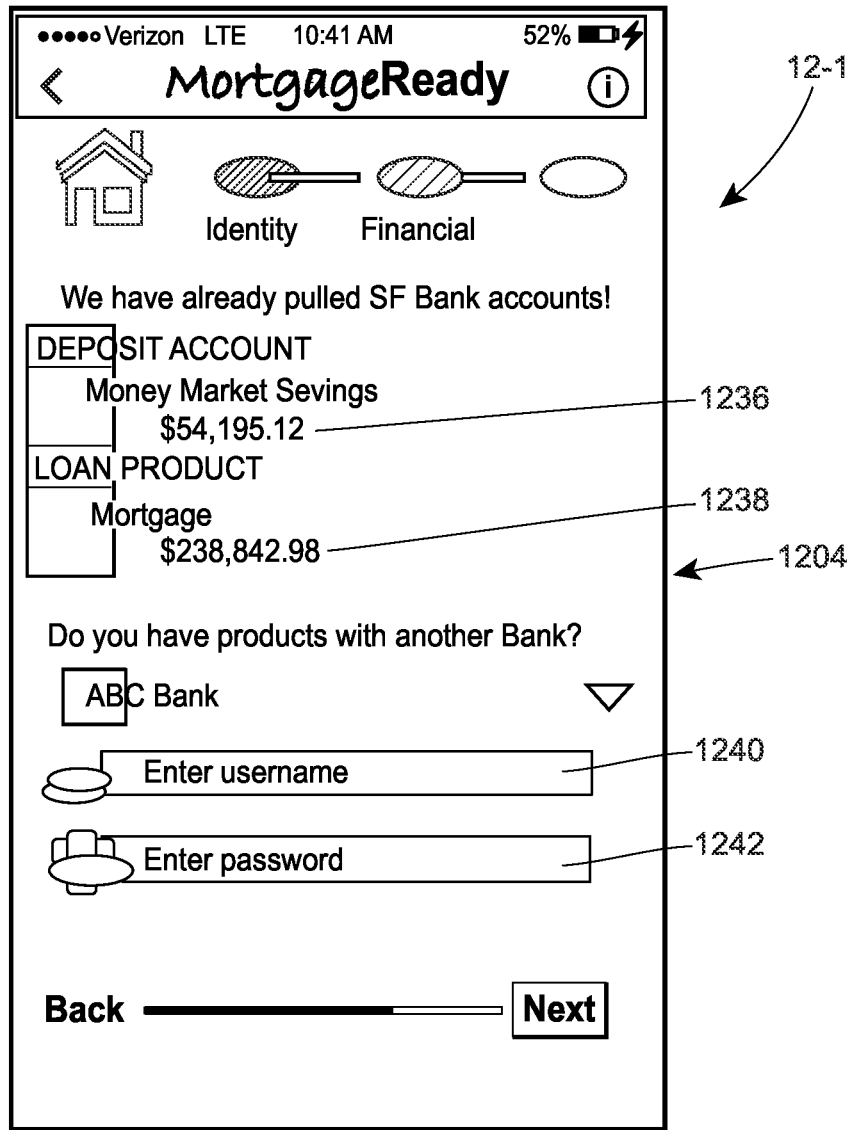 Verizon LTE 10:41 AM 52%
12-1
MortgageReady i
Identity Financial
We have already pulled SF Bank accounts!
DEPOSIT ACCOUNT
Money Market Sevings
1236
$54,195.12
LOAN PRODUCT
1238
Mortgage
$238,842.98
1204
Do you have products with another Bank?
ABC Bank
1240
Enter username
1242
Enter password
Back Next